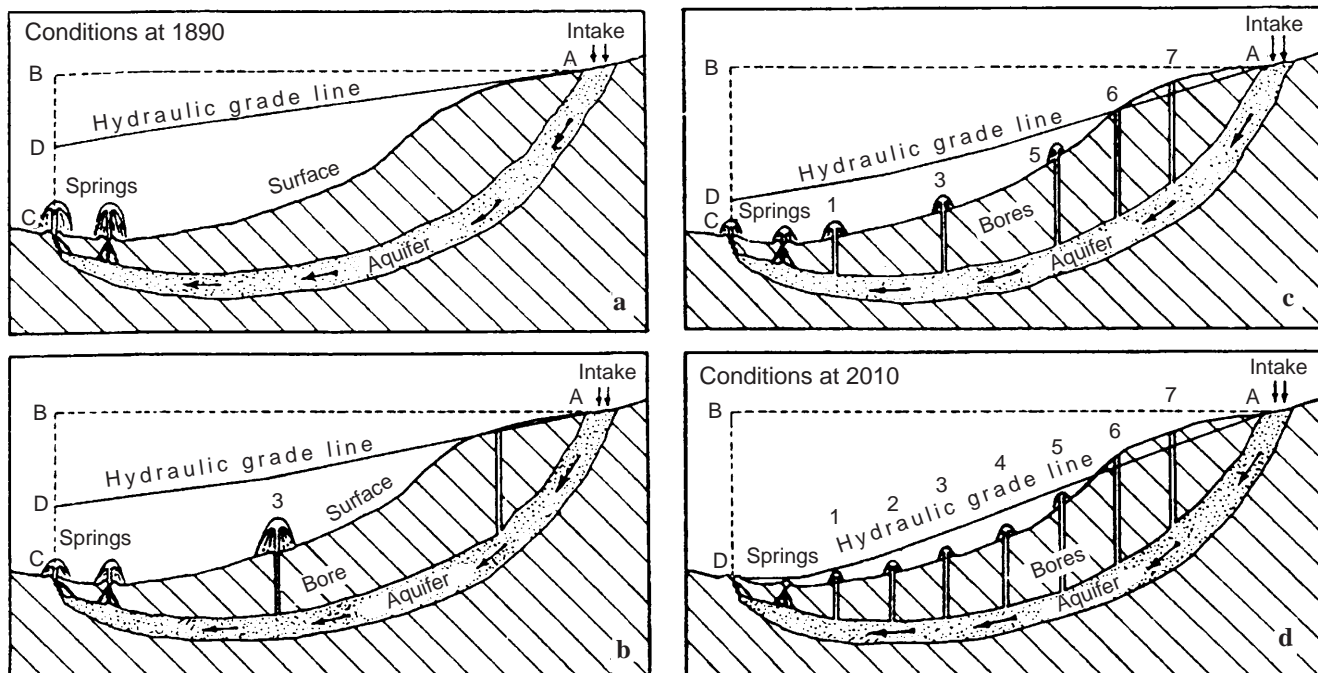 Conditions at 1890
Intake
A
B
Hydraulic grade line
D
Surface
Springs
C
Aquifer
a
Intake
7
A
B
6
Hydraulic grade line
5
D
3
C
Springs
1
Bores
Aquifer
c
Intake
A
B
Hydraulic grade line
D
3
Surface
C
Springs
Bore
Aquifer
b
Conditions at 2010
Intake
7
A
B
6
5
4
3
Hydraulic grade line
2
1
D
Springs
Bores
Aquifer
d